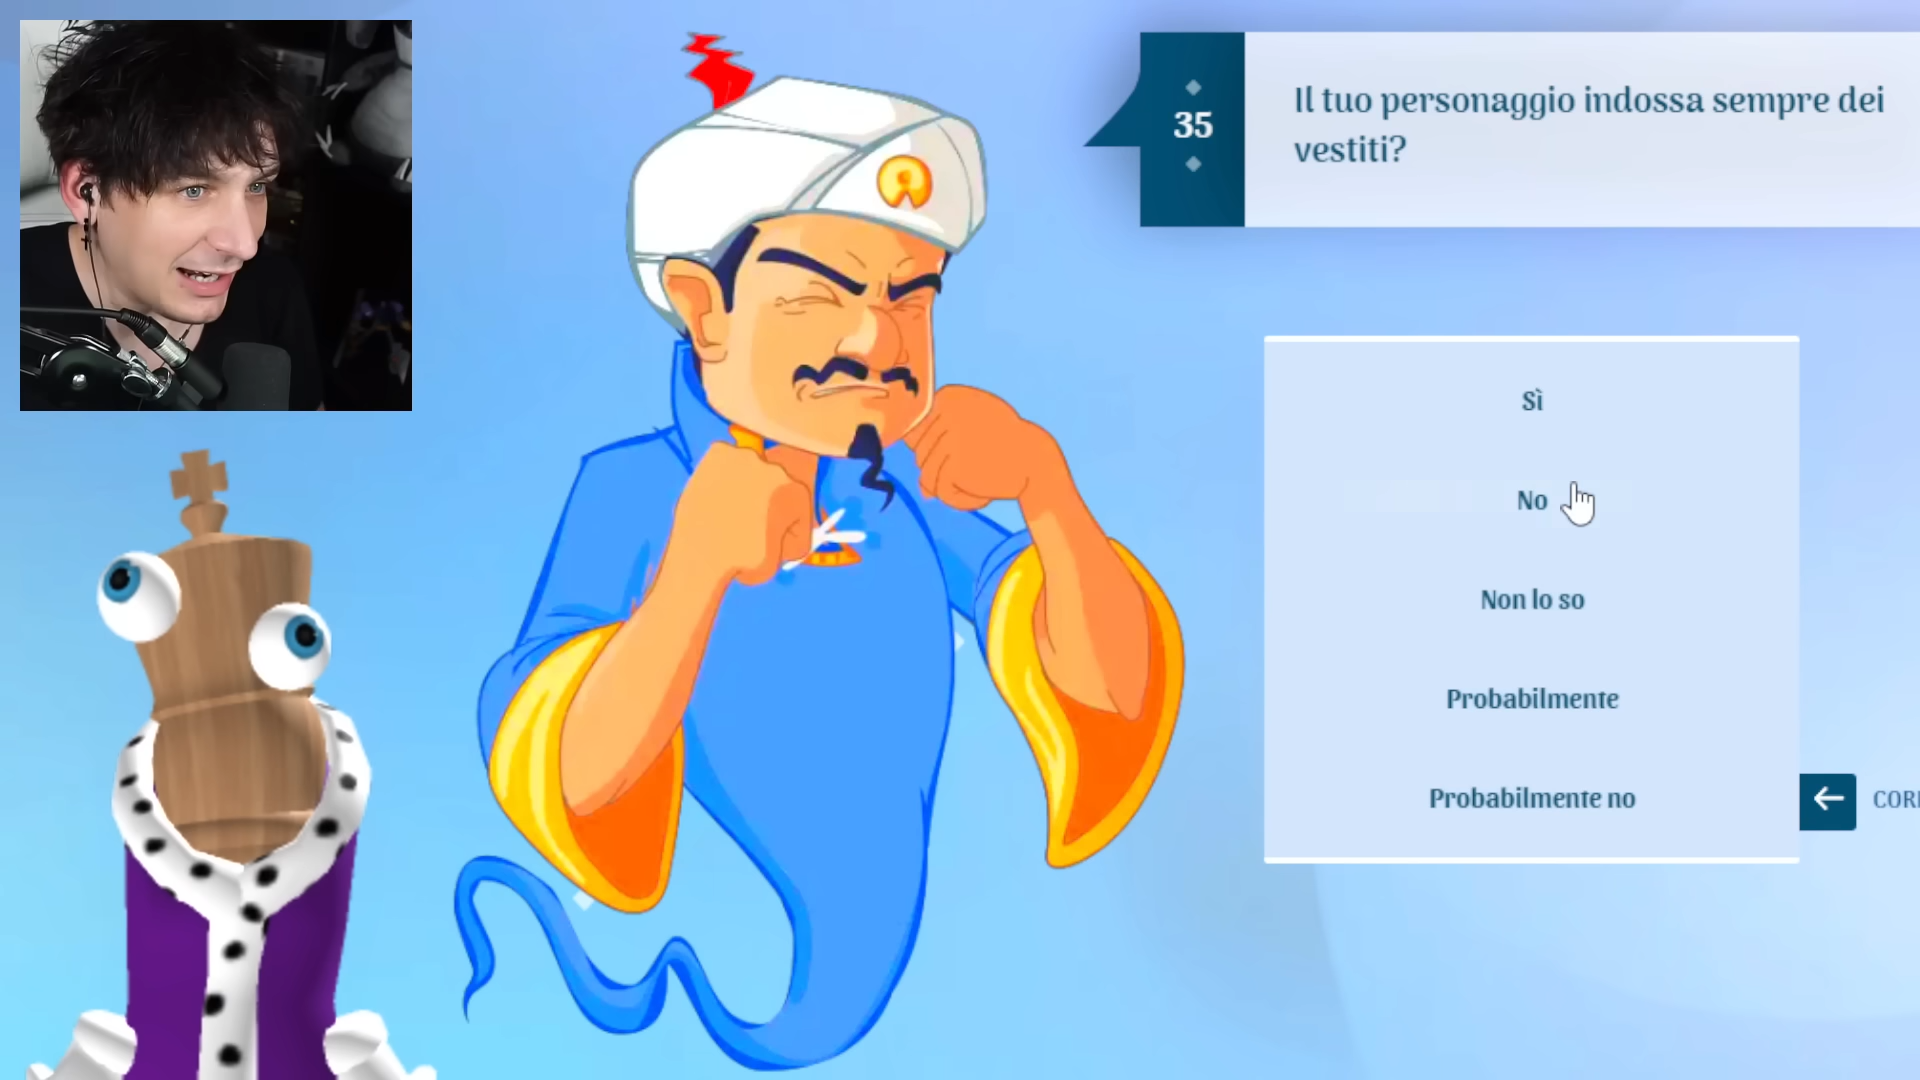 35
Il tuo personaggio indossa sempre dei
vestiti?
Sì
No
Non lo so
Probabilmente
Probabilmente no